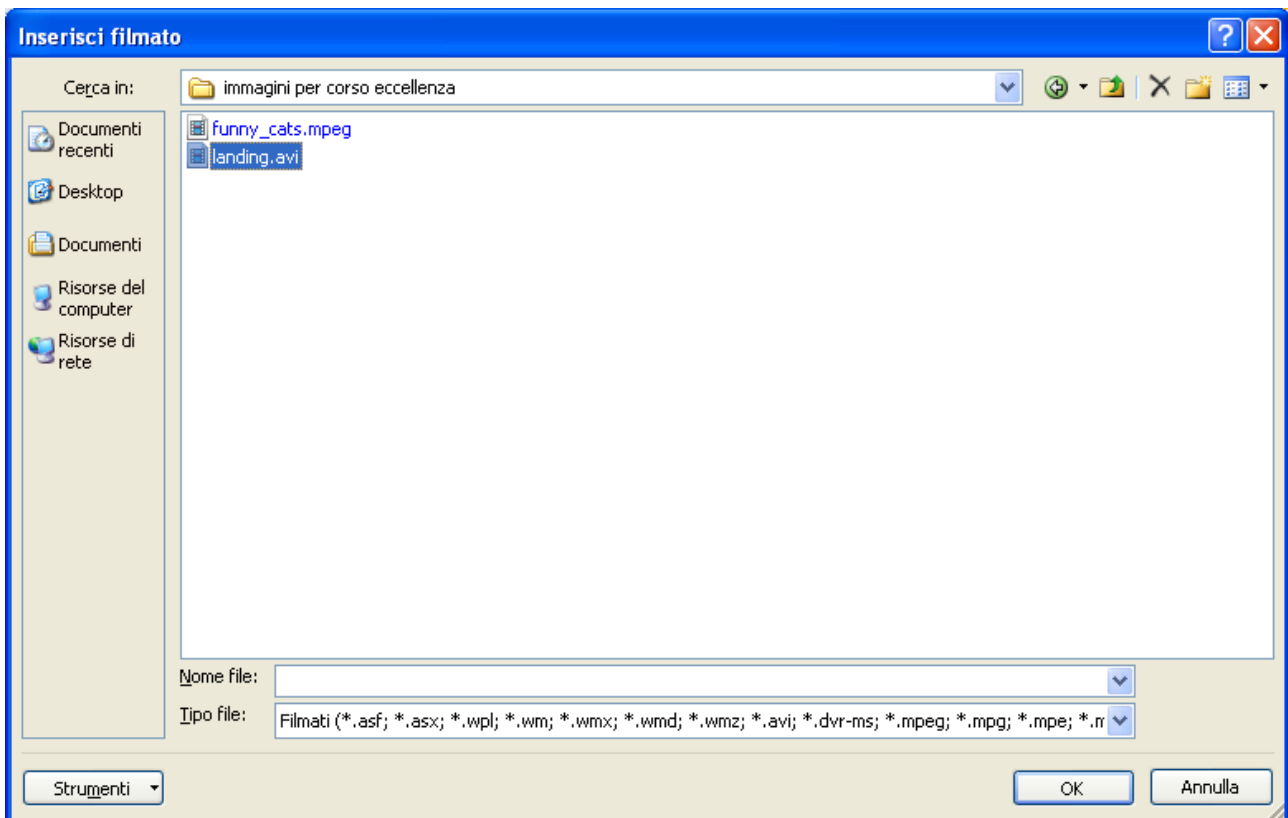 Inserisci filmato
Cerca in:
immagini per corso eccellenza
Documenti
recenti
Desktop
Documenti
Risorse del
computer
Risorse di
rete
funny_cats.mpeg
landing.avi
Nome file:
Tipo file:
Filmati (*.asf; *.asx; *.wpl; *.wm; *.wmx; *.wmd; *.wmz; *.avi; *.dvr-ms; *.mpeg; *.mpg; *.mpe; *.m
Strumenti
OK
Annulla